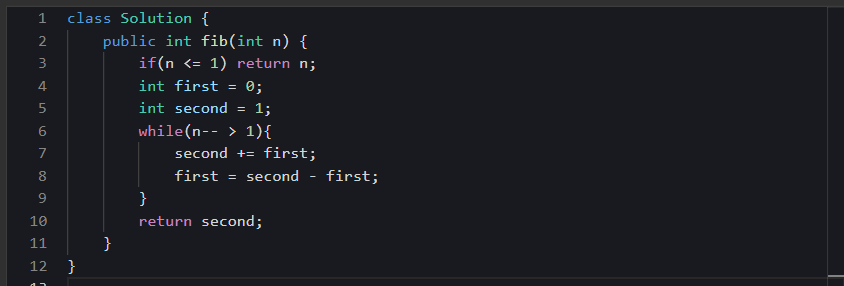 1 class Solution {
2     public int fib(int n) {
3         if(n <= 1) return n;
4         int first = 0;
5         int second = 1;
6         while(n-- > 1){
7             second += first;
8             first = second - first;
9         }
10         return second;
11     }
12 }